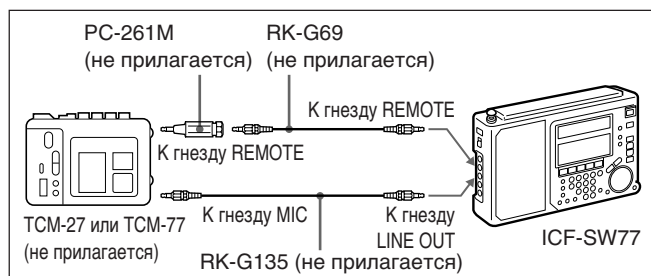 PC-261M
(не прилагается)
RK-G69
(не прилагается)
К гнезду REMOTE
К гнезду REMOTE
TCM-27 или TCM-77
(не прилагается)
К гнезду MIC
К гнезду
LINE OUT
RK-G135 (не прилагается)
ICF-SW77